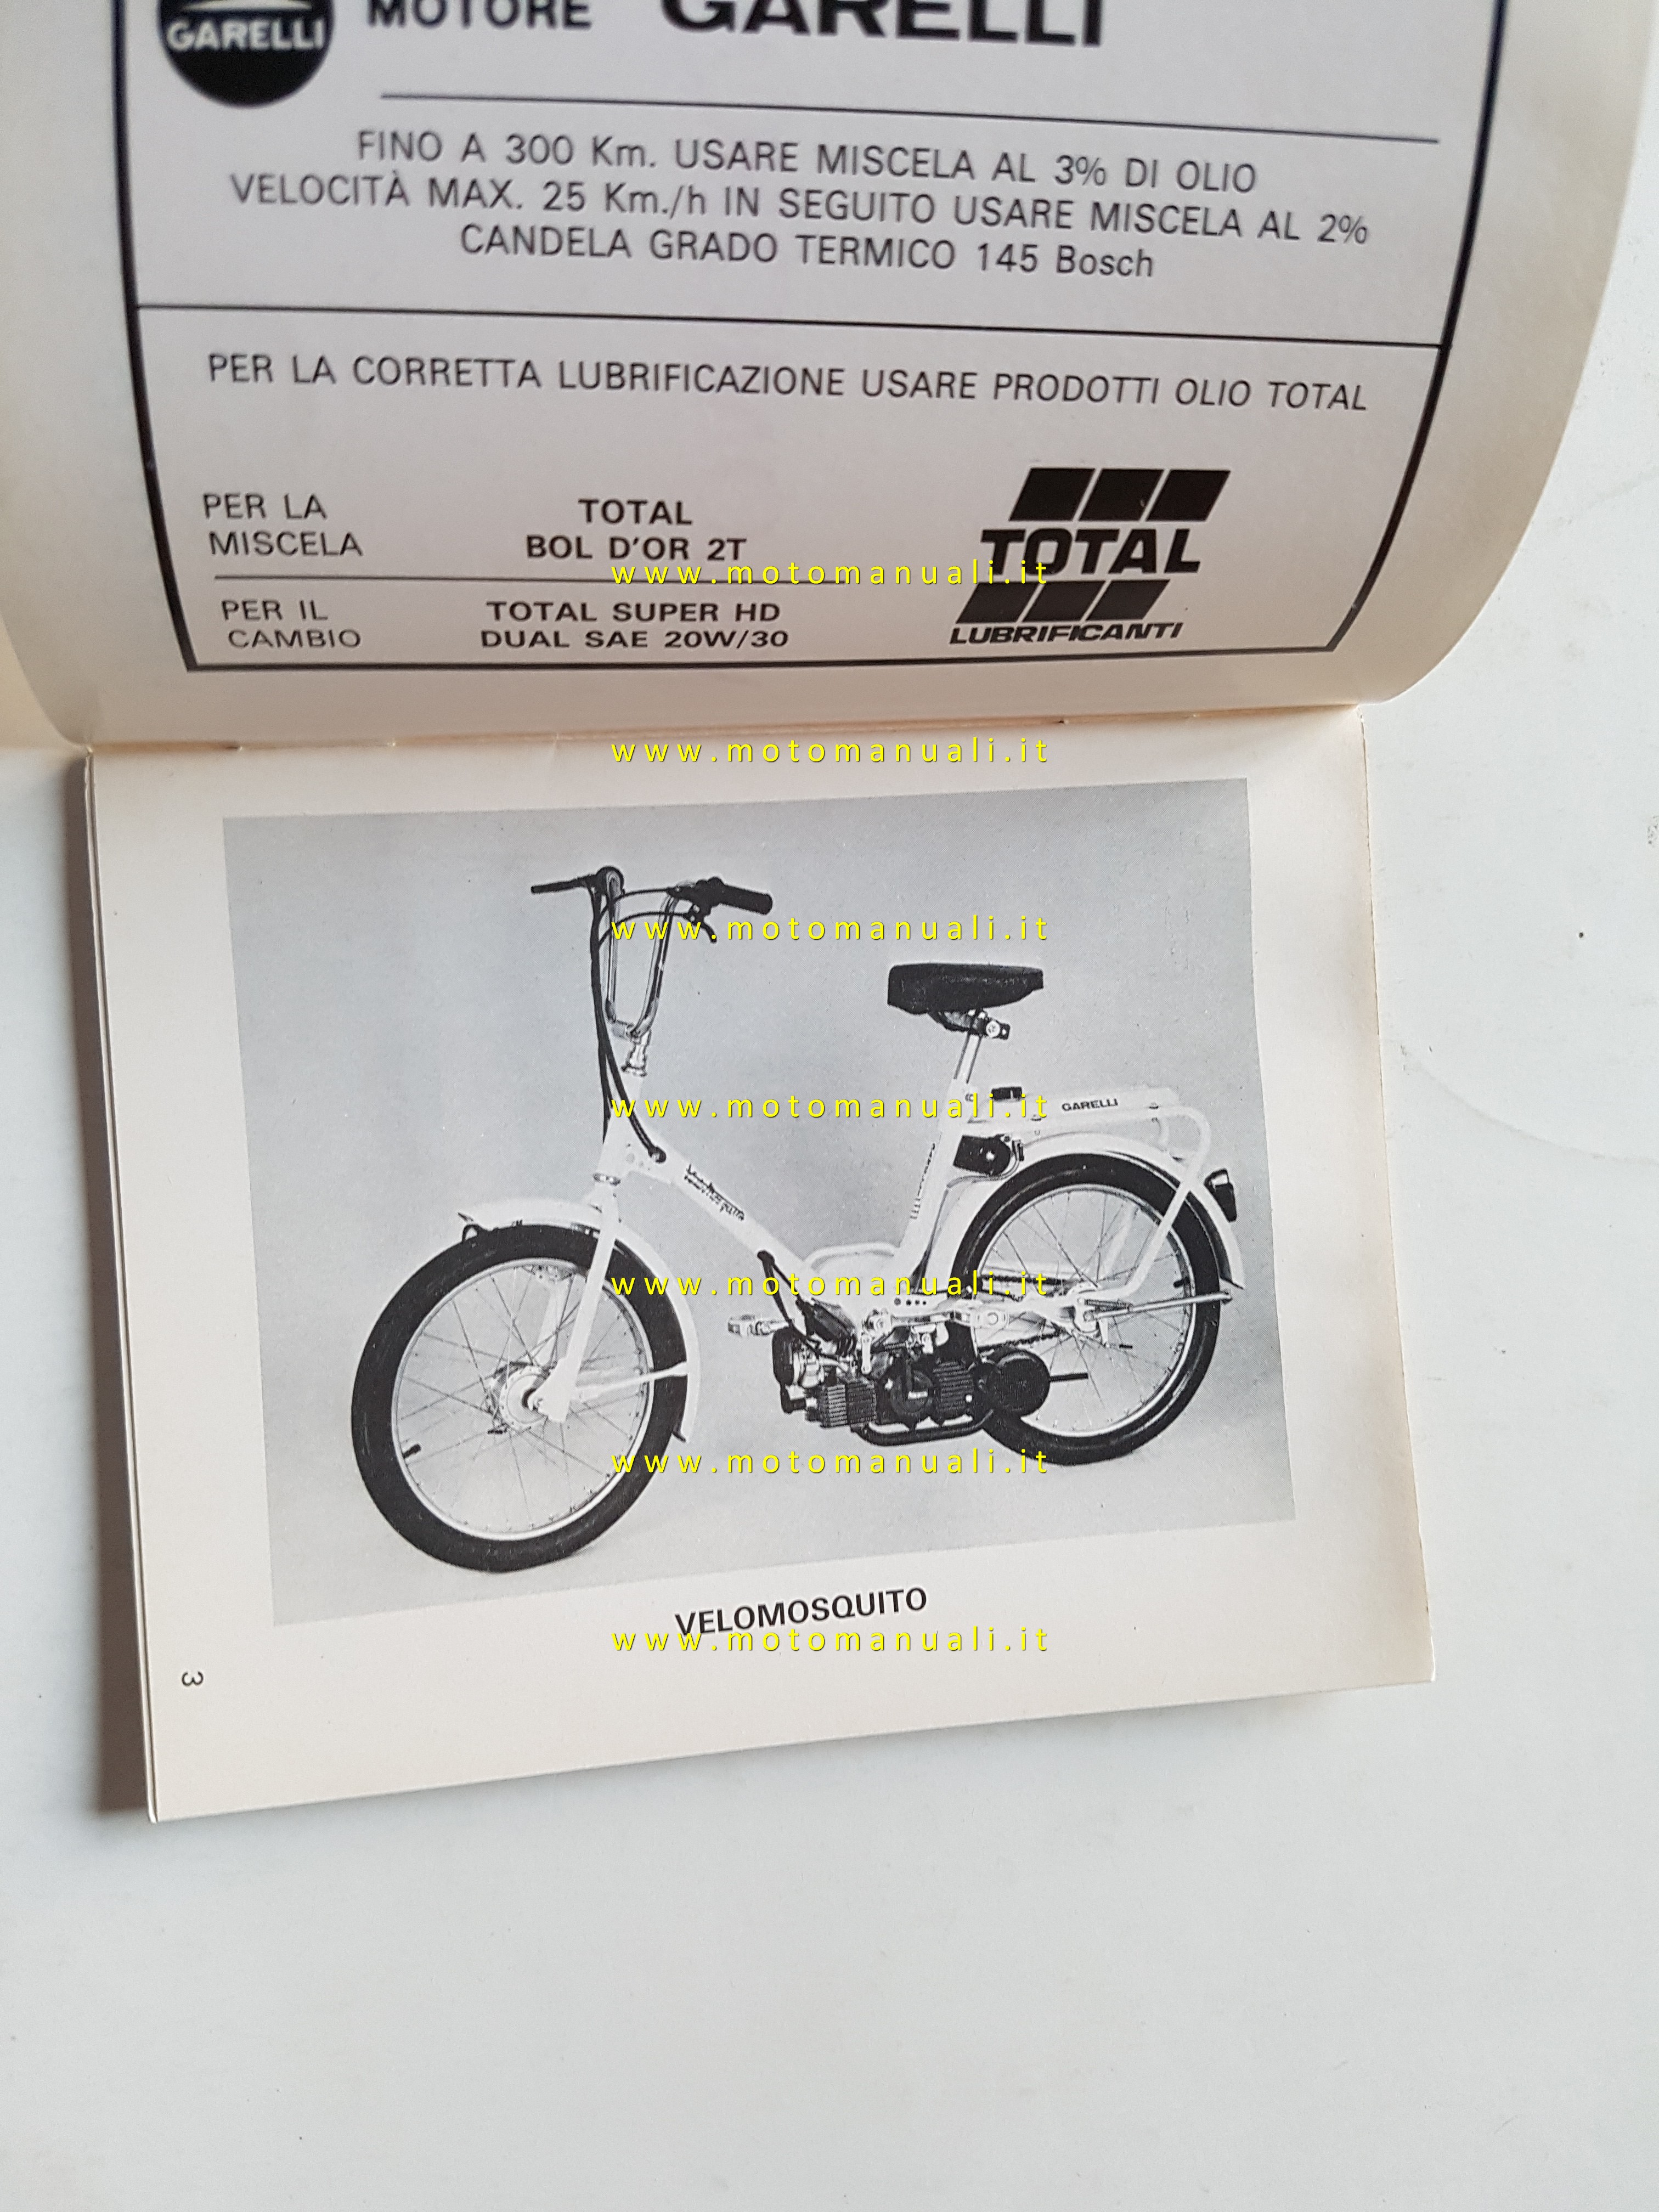 GARELLI
MOTORE GARELLI
FINO A 300 Km. USARE MISCELA AL 3% DI OLIO
VELOCITÀ MAX. 25 Km./h IN SEGUITO USARE MISCELA AL 2%
CANDELA GRADO TERMICO 145 Bosch
PER LA CORRETTA LUBRIFICAZIONE USARE PRODOTTI OLIO TOTAL
PER LA
MISCELA
TOTAL
BOL D'OR 2T
PER IL
CAMBIO
TOTAL SUPER HD
DUAL SAE 20W/30
TOTAL
LUBRIFICANTI
www.motomanuali.it
www.motomanuali.it
www.motomanuali.it
www.motomanuali.it
GARELLI
www.motomanuali.it
www.motomanuali.it
VELOMOSQUITO
www.motomanuali.it
3